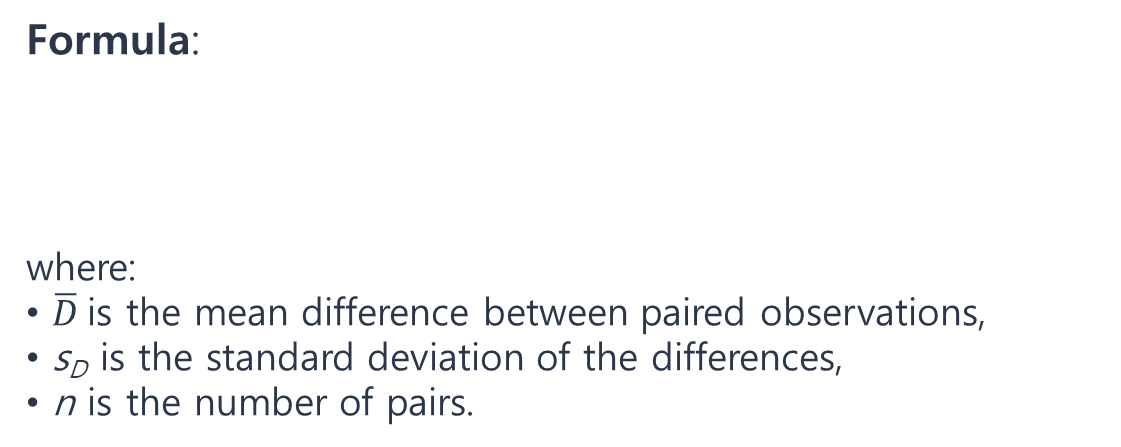 Formula:
where:
• D̅ is the mean difference between paired observations,
• s_D is the standard deviation of the differences,
• n is the number of pairs.